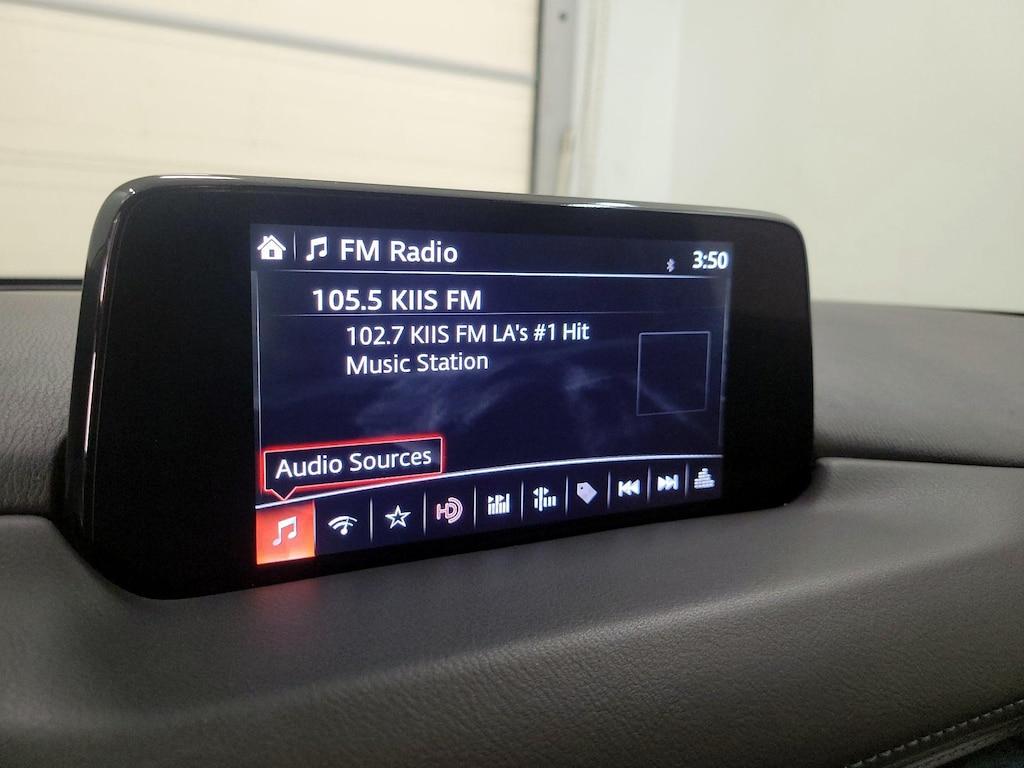 FM Radio
3:50
105.5 KIIS FM
102.7 KIIS FM LA's #1 Hit
Music Station
Audio Sources
HD